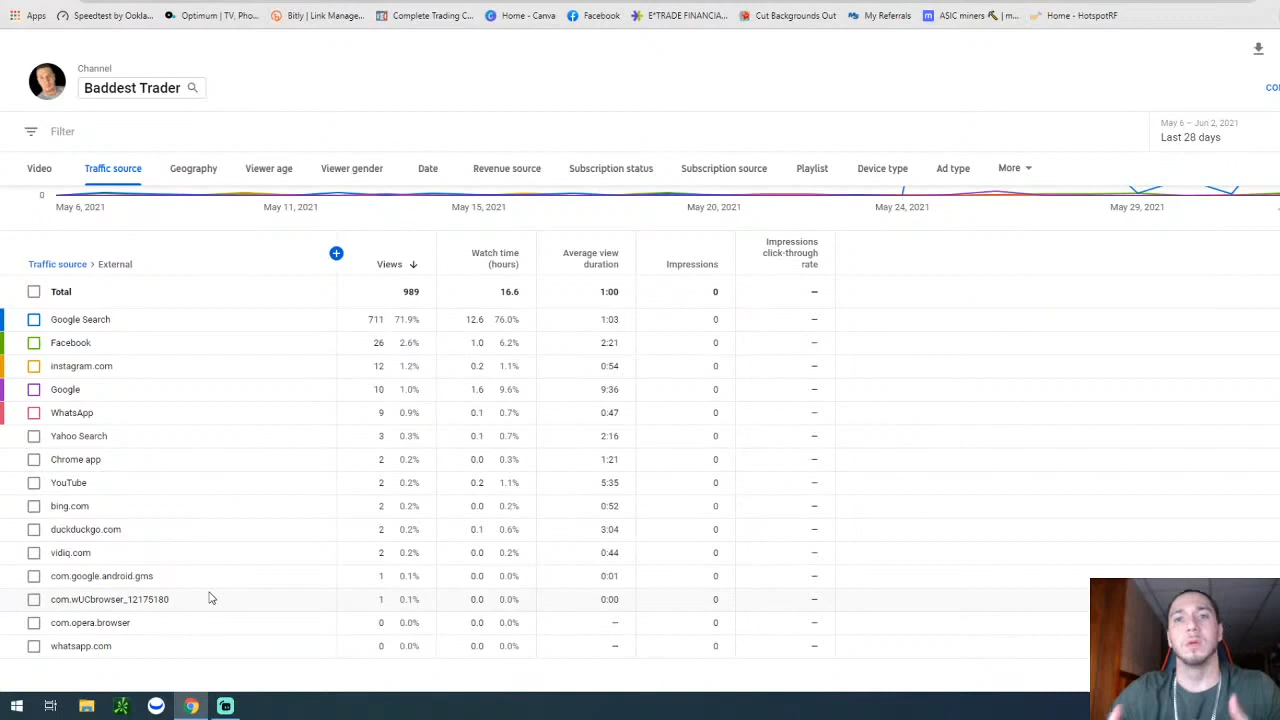 Apps Speedtest by Ookla... Optimum | TV, Pho... Bitly | Link Manage... Complete Trading C... Home - Canva Facebook E*TRADE FINANCIA... Cut Backgrounds Out My Referrals ASIC miners ⛏ | m... Home - HotspotRF
Channel
Baddest Trader
CO
Filter
May 6 – Jun 2, 2021
Last 28 days
Video Traffic source Geography Viewer age Viewer gender Date Revenue source Subscription status Subscription source Playlist Device type Ad type More
0
May 6, 2021 May 11, 2021 May 15, 2021 May 20, 2021 May 24, 2021 May 29, 2021
Traffic source > External Views Watch time (hours) Average view duration Impressions Impressions click-through rate
Total 989 16.6 1:00 0 –
Google Search 711 71.9% 12.6 76.0% 1:03 0 –
Facebook 26 2.6% 1.0 6.2% 2:21 0 –
instagram.com 12 1.2% 0.2 1.1% 0:54 0 –
Google 10 1.0% 1.6 9.6% 9:36 0 –
WhatsApp 9 0.9% 0.1 0.7% 0:47 0 –
Yahoo Search 3 0.3% 0.1 0.7% 2:16 0 –
Chrome app 2 0.2% 0.0 0.3% 1:21 0 –
YouTube 2 0.2% 0.2 1.1% 5:35 0 –
bing.com 2 0.2% 0.0 0.2% 0:52 0 –
duckduckgo.com 2 0.2% 0.1 0.6% 3:04 0 –
vidiq.com 2 0.2% 0.0 0.2% 0:44 0 –
com.google.android.gms 1 0.1% 0.0 0.0% 0:01 0 –
com.wUCbrowser_12175180 1 0.1% 0.0 0.0% 0:00 0 –
com.opera.browser 0 0.0% 0.0 0.0% – 0 –
whatsapp.com 0 0.0% 0.0 0.0% – 0 –